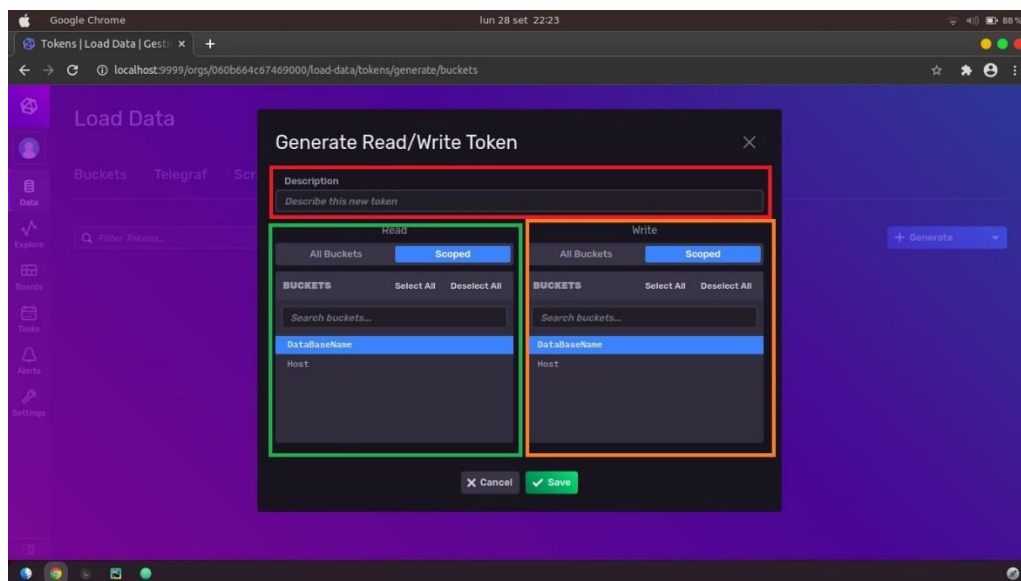 Google Chrome
lun 28 set 22:23
88%
Tokens | Load Data | Gesti
localhost:9999/orgs/060b664c67469000/load-data/tokens/generate/buckets
Load Data
Buckets Telegraf Scr
Filter Tokens...
+ Generate
Data
Explore
Boards
Tasks
Alerts
Settings
Generate Read/Write Token
Description
Describe this new token
Read
All Buckets Scoped
BUCKETS Select All Deselect All
Search buckets...
DataBaseName
Host
Write
All Buckets Scoped
BUCKETS Select All Deselect All
Search buckets...
DataBaseName
Host
Cancel Save